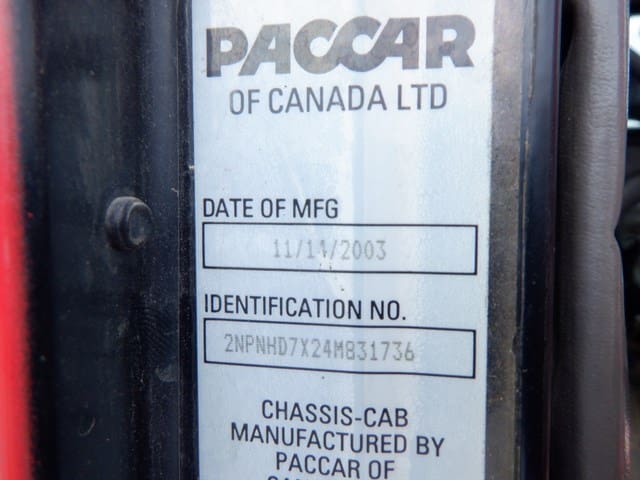 PACCAR
OF CANADA LTD
DATE OF MFG
11/14/2003
IDENTIFICATION NO.
2NPNHD7X24M831736
CHASSIS-CAB
MANUFACTURED BY
PACCAR OF